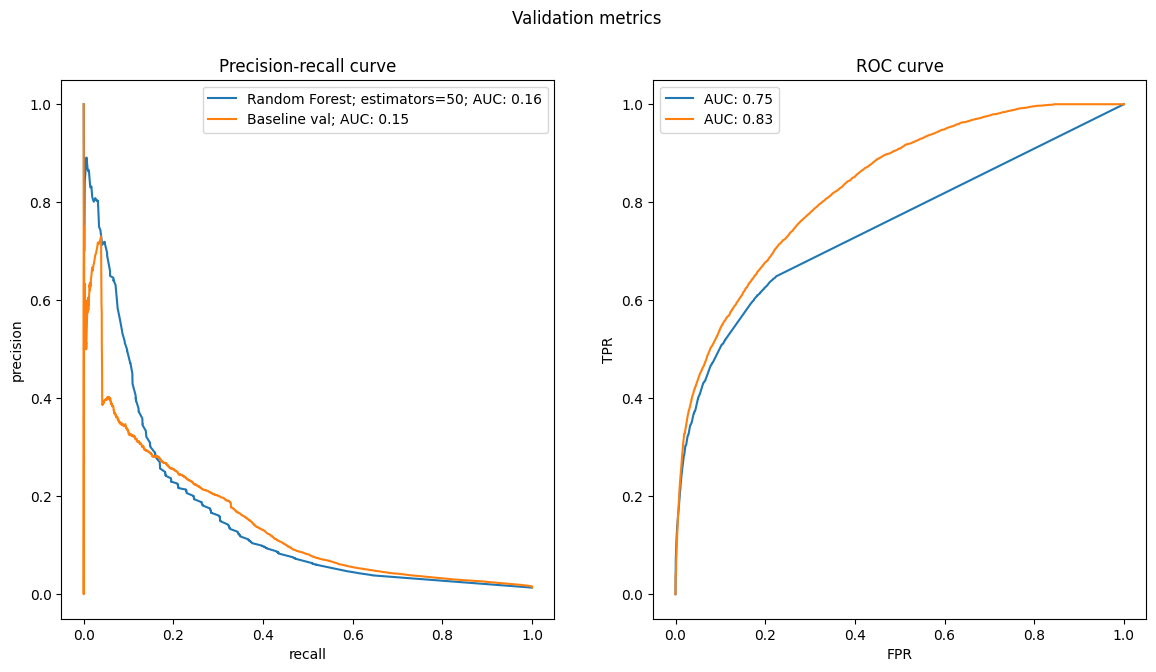 Validation metrics
Precision-recall curve
Random Forest; estimators=50; AUC: 0.16
Baseline val; AUC: 0.15
1.0
0.8
0.6
0.4
0.2
0.0
precision
0.0 0.2 0.4 0.6 0.8 1.0
recall
ROC curve
AUC: 0.75
AUC: 0.83
1.0
0.8
0.6
0.4
0.2
0.0
TPR
0.0 0.2 0.4 0.6 0.8 1.0
FPR